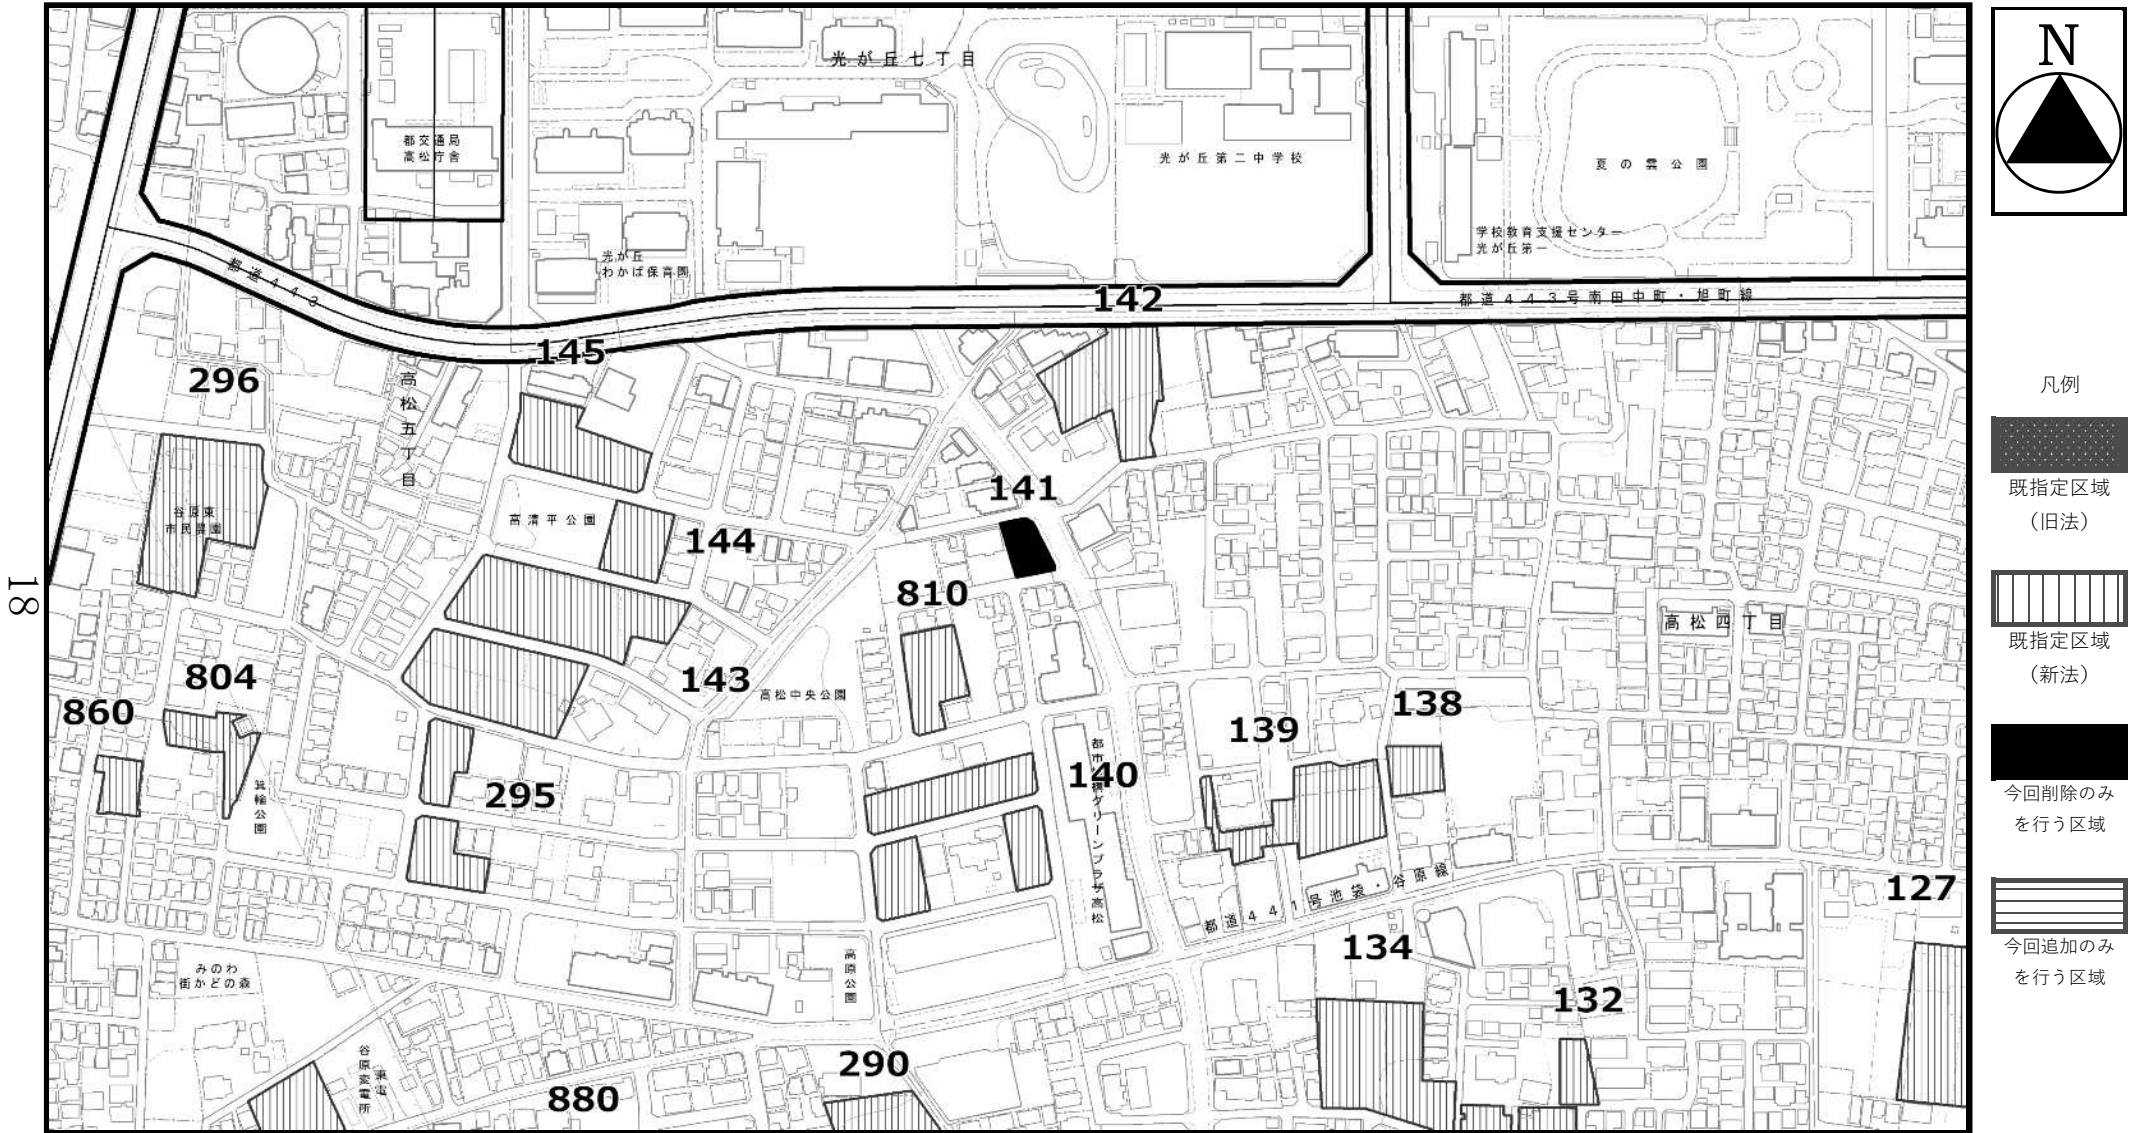 光が丘七丁目
都交通局
高松庁舎
光が丘第二中学校
夏の雲公園
学校教育支援センター
光が丘第一
光が丘
わかば保育園
都道443
142
都道443号南田中町・旭町線
145
296
高松五丁目
谷原東
市民農園
高清平公園
144
141
810
高松四丁目
804
143
高松中央公園
860
139
138
295
140
箕輪公園
グリーンプラザ高松
都道441号池袋・谷原線
127
134
132
みのわ
街かどの森
高原公園
290
880
谷原変電所
東電
18
N
凡例
既指定区域
（旧法）
既指定区域
（新法）
今回削除のみ
を行う区域
今回追加のみ
を行う区域